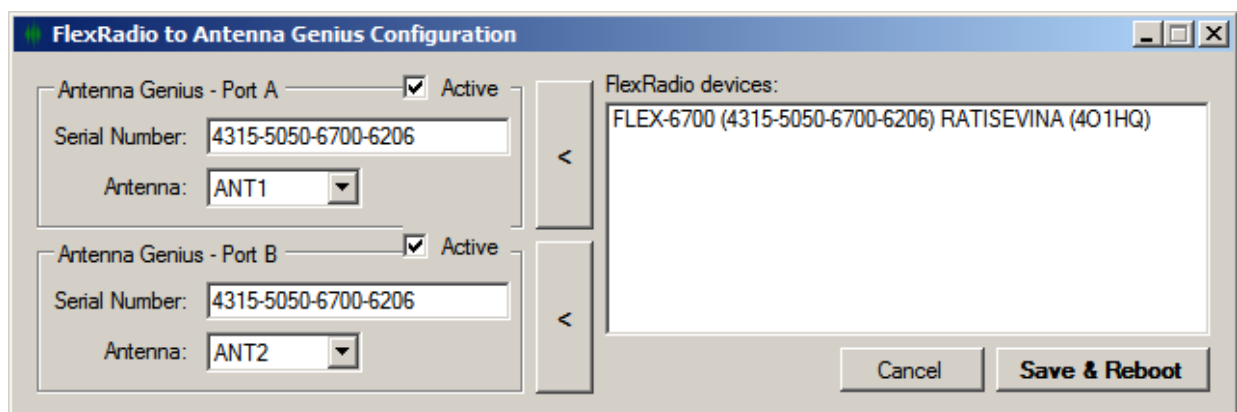 FlexRadio to Antenna Genius Configuration
Antenna Genius - Port A
Active
Serial Number: 4315-5050-6700-6206
Antenna: ANT1
<
Antenna Genius - Port B
Active
Serial Number: 4315-5050-6700-6206
Antenna: ANT2
<
FlexRadio devices:
FLEX-6700 (4315-5050-6700-6206) RATISEVINA (4O1HQ)
Cancel
Save & Reboot